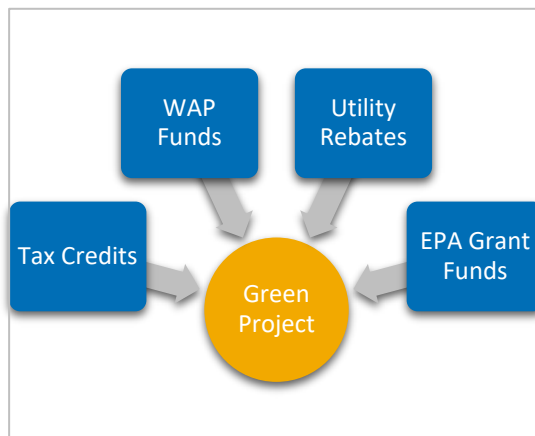 WAP
Funds
Utility
Rebates
Tax Credits
EPA Grant
Funds
Green
Project